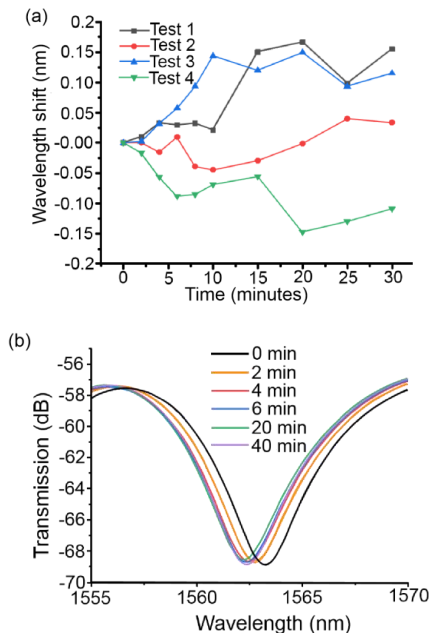 (a)
Test 1
Test 2
Test 3
Test 4
0.20
0.15
0.10
0.05
0.00
-0.05
-0.10
-0.15
-0.2
Wavelength shift (nm)
0 5 10 15 20 25 30
Time (minutes)
(b)
0 min
2 min
4 min
6 min
20 min
40 min
-56
-58
-60
-62
-64
-66
-68
-70
Transmission (dB)
1555 1560 1565 1570
Wavelength (nm)